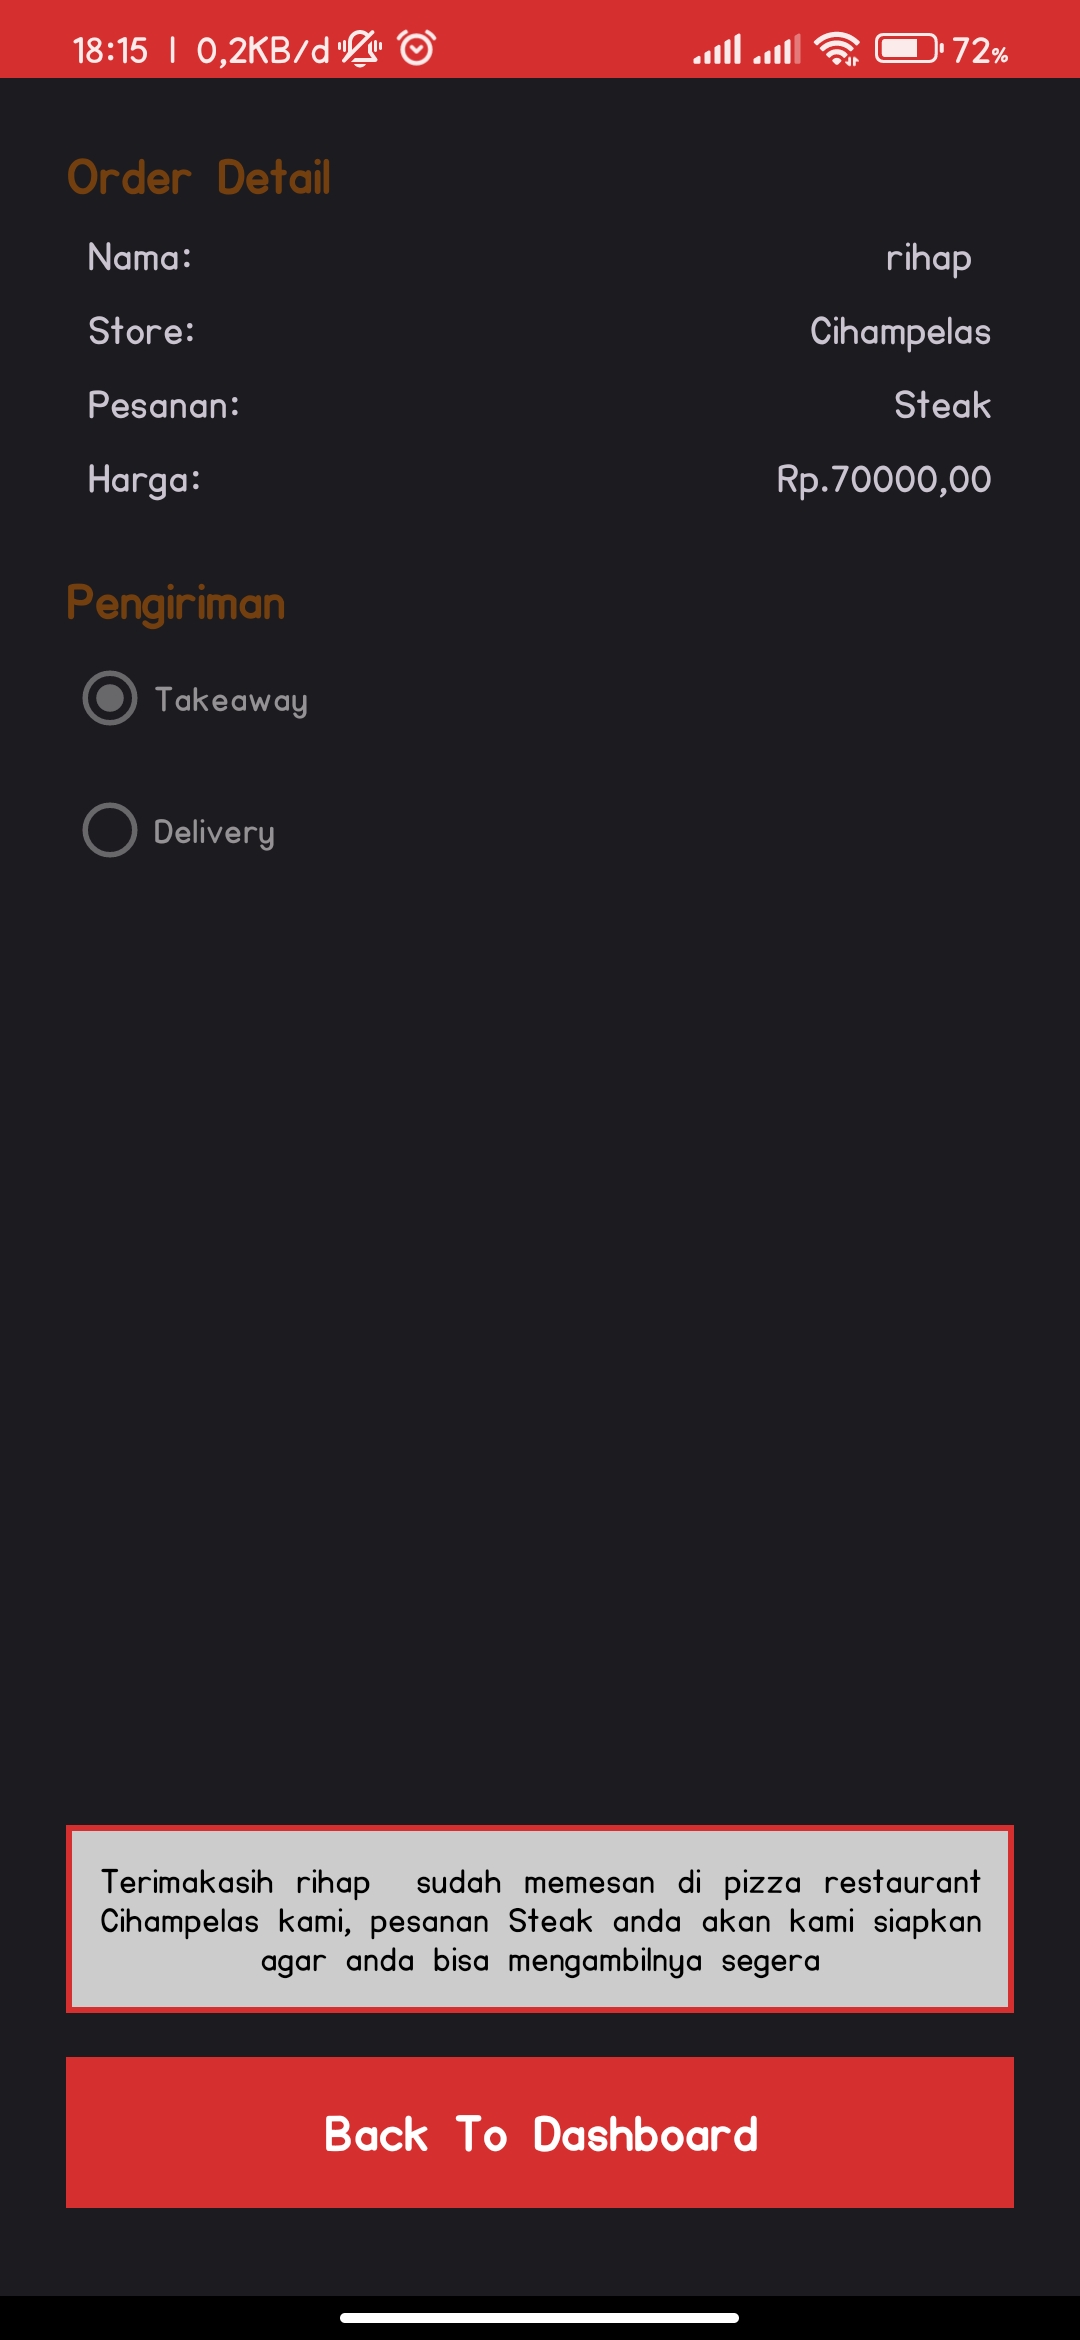 18:15 | 0,2KB/d 72%
Order Detail
Nama: rihap
Store: Cihampelas
Pesanan: Steak
Harga: Rp.70000,00
Pengiriman
Takeaway
Delivery
Terimakasih rihap sudah memesan di pizza restaurant
Cihampelas kami, pesanan Steak anda akan kami siapkan
agar anda bisa mengambilnya segera
Back To Dashboard